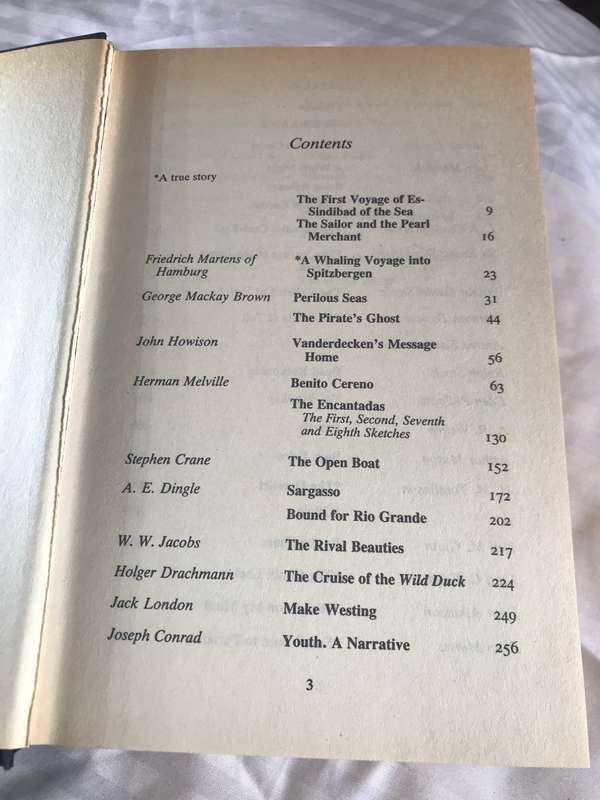 Contents
*A true story
The First Voyage of Es-
Sindibad of the Sea 9
The Sailor and the Pearl
Merchant 16
Friedrich Martens of *A Whaling Voyage into
Hamburg Spitzbergen 23
George Mackay Brown Perilous Seas 31
The Pirate's Ghost 44
John Howison Vanderdecken's Message
Home 56
Herman Melville Benito Cereno 63
The Encantadas
The First, Second, Seventh
and Eighth Sketches 130
Stephen Crane The Open Boat 152
A. E. Dingle Sargasso 172
Bound for Rio Grande 202
W. W. Jacobs The Rival Beauties 217
Holger Drachmann The Cruise of the Wild Duck 224
Jack London Make Westing 249
Joseph Conrad Youth. A Narrative 256
3